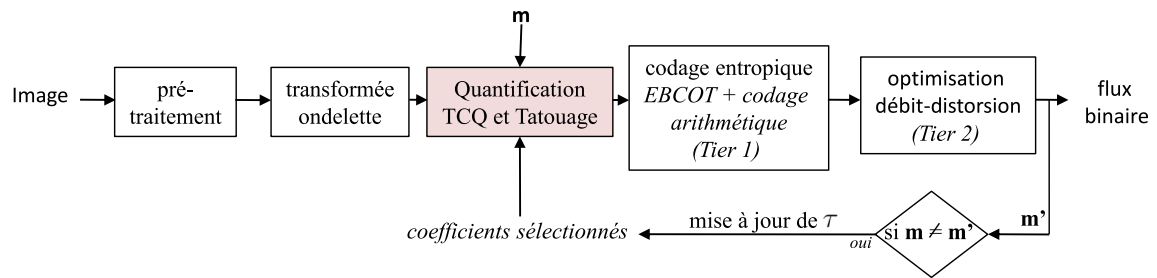 m
Image
pré-
traitement
transformée
ondelette
Quantification
TCQ et Tatouage
codage entropique
EBCOT + codage
arithmétique
(Tier 1)
optimisation
débit-distorsion
(Tier 2)
flux
binaire
coefficients sélectionnés
mise à jour de τ
oui
si m ≠ m'
m'